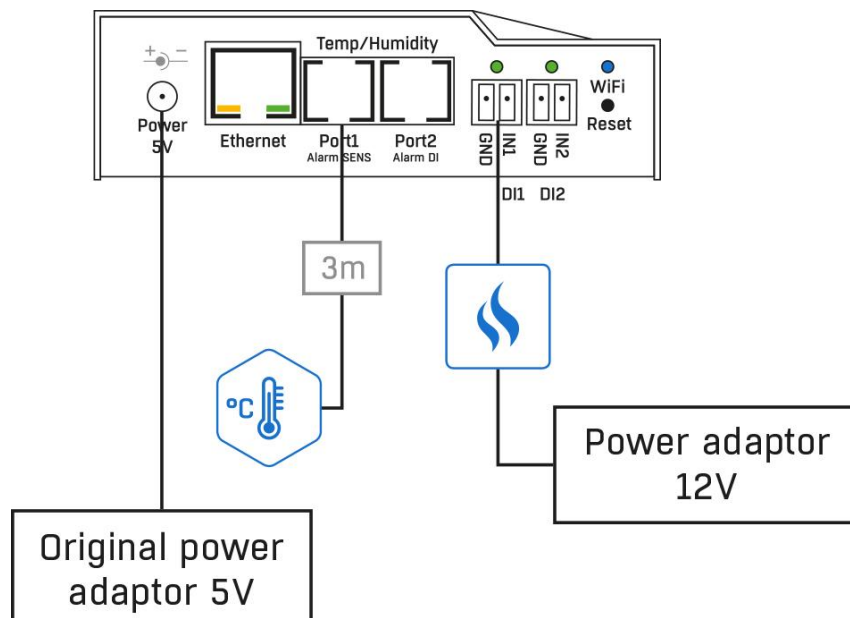 Temp/Humidity
+ −
WiFi
Reset
Power
5V
Ethernet
Port1
Alarm SENS
Port2
Alarm DI
GND
IN1
GND
IN2
DI1
DI2
3m
°C
Power adaptor
12V
Original power
adaptor 5V